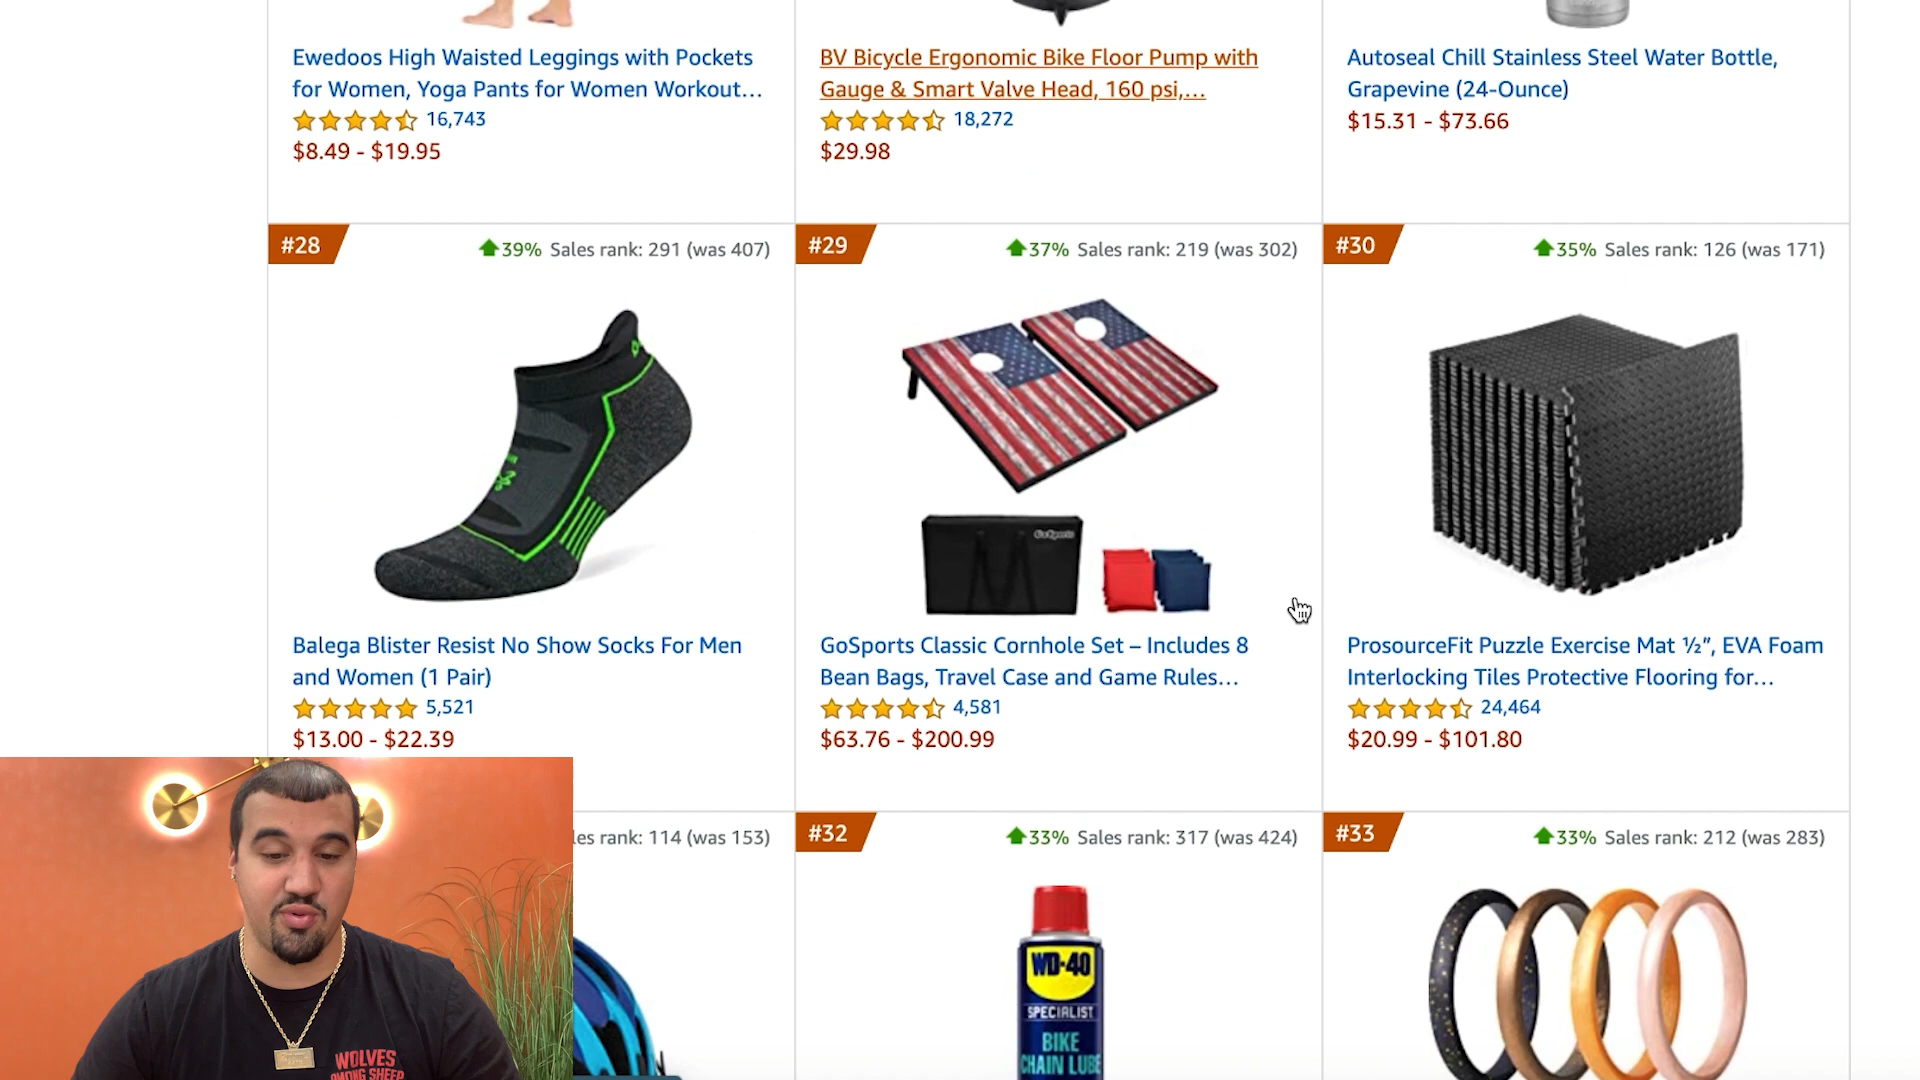 Ewedoos High Waisted Leggings with Pockets
for Women, Yoga Pants for Women Workout…
16,743
$8.49 - $19.95
BV Bicycle Ergonomic Bike Floor Pump with
Gauge & Smart Valve Head, 160 psi,…
18,272
$29.98
Autoseal Chill Stainless Steel Water Bottle,
Grapevine (24-Ounce)
$15.31 - $73.66
#28
39% Sales rank: 291 (was 407)
Balega Blister Resist No Show Socks For Men
and Women (1 Pair)
5,521
$13.00 - $22.39
#29
37% Sales rank: 219 (was 302)
GoSports
GoSports Classic Cornhole Set – Includes 8
Bean Bags, Travel Case and Game Rules…
4,581
$63.76 - $200.99
#30
35% Sales rank: 126 (was 171)
ProsourceFit Puzzle Exercise Mat ½”, EVA Foam
Interlocking Tiles Protective Flooring for…
24,464
$20.99 - $101.80
les rank: 114 (was 153)
#32
33% Sales rank: 317 (was 424)
WD-40
SPECIALIST
BIKE
CHAIN LUBE
#33
33% Sales rank: 212 (was 283)
WOLVES
AMONG SHEEP